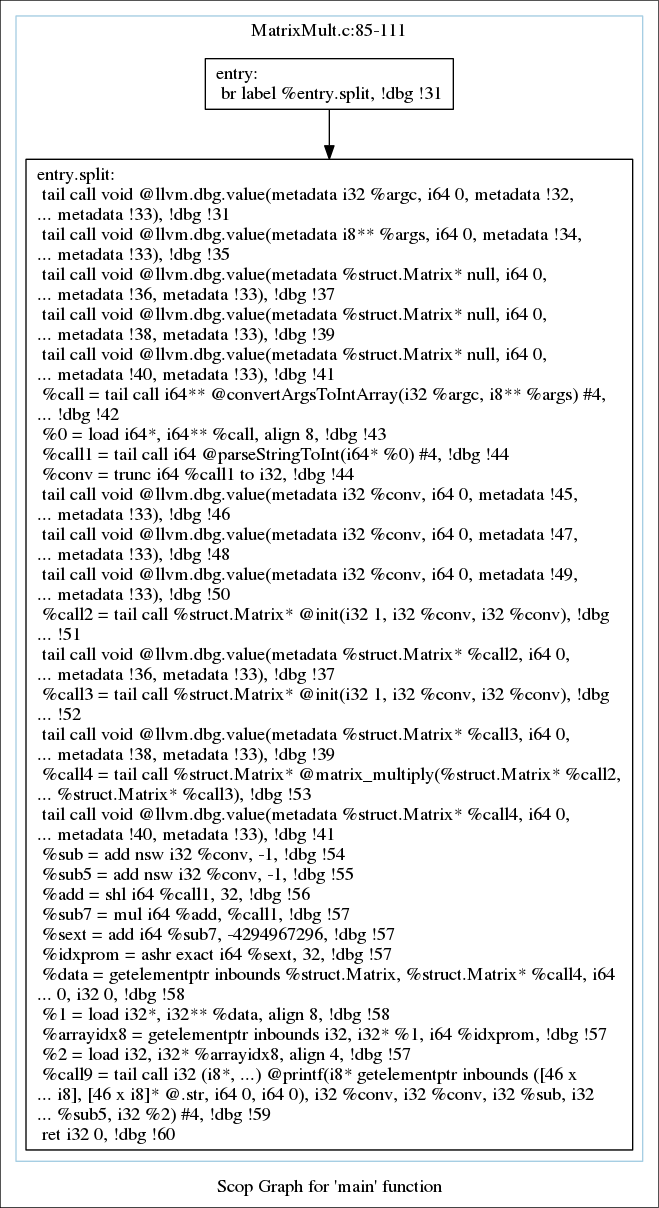 MatrixMult.c:85-111
entry:
br label %entry.split, !dbg !31
entry.split:
tail call void @llvm.dbg.value(metadata i32 %argc, i64 0, metadata !32,
... metadata !33), !dbg !31
tail call void @llvm.dbg.value(metadata i8** %args, i64 0, metadata !34,
... metadata !33), !dbg !35
tail call void @llvm.dbg.value(metadata %struct.Matrix* null, i64 0,
... metadata !36, metadata !33), !dbg !37
tail call void @llvm.dbg.value(metadata %struct.Matrix* null, i64 0,
... metadata !38, metadata !33), !dbg !39
tail call void @llvm.dbg.value(metadata %struct.Matrix* null, i64 0,
... metadata !40, metadata !33), !dbg !41
%call = tail call i64** @convertArgsToIntArray(i32 %argc, i8** %args) #4,
... !dbg !42
%0 = load i64*, i64** %call, align 8, !dbg !43
%call1 = tail call i64 @parseStringToInt(i64* %0) #4, !dbg !44
%conv = trunc i64 %call1 to i32, !dbg !44
tail call void @llvm.dbg.value(metadata i32 %conv, i64 0, metadata !45,
... metadata !33), !dbg !46
tail call void @llvm.dbg.value(metadata i32 %conv, i64 0, metadata !47,
... metadata !33), !dbg !48
tail call void @llvm.dbg.value(metadata i32 %conv, i64 0, metadata !49,
... metadata !33), !dbg !50
%call2 = tail call %struct.Matrix* @init(i32 1, i32 %conv, i32 %conv), !dbg
... !51
tail call void @llvm.dbg.value(metadata %struct.Matrix* %call2, i64 0,
... metadata !36, metadata !33), !dbg !37
%call3 = tail call %struct.Matrix* @init(i32 1, i32 %conv, i32 %conv), !dbg
... !52
tail call void @llvm.dbg.value(metadata %struct.Matrix* %call3, i64 0,
... metadata !38, metadata !33), !dbg !39
%call4 = tail call %struct.Matrix* @matrix_multiply(%struct.Matrix* %call2,
... %struct.Matrix* %call3), !dbg !53
tail call void @llvm.dbg.value(metadata %struct.Matrix* %call4, i64 0,
... metadata !40, metadata !33), !dbg !41
%sub = add nsw i32 %conv, -1, !dbg !54
%sub5 = add nsw i32 %conv, -1, !dbg !55
%add = shl i64 %call1, 32, !dbg !56
%sub7 = mul i64 %add, %call1, !dbg !57
%sext = add i64 %sub7, -4294967296, !dbg !57
%idxprom = ashr exact i64 %sext, 32, !dbg !57
%data = getelementptr inbounds %struct.Matrix, %struct.Matrix* %call4, i64
... 0, i32 0, !dbg !58
%1 = load i32*, i32** %data, align 8, !dbg !58
%arrayidx8 = getelementptr inbounds i32, i32* %1, i64 %idxprom, !dbg !57
%2 = load i32, i32* %arrayidx8, align 4, !dbg !57
%call9 = tail call i32 (i8*, ...) @printf(i8* getelementptr inbounds ([46 x
... i8], [46 x i8]* @.str, i64 0, i64 0), i32 %conv, i32 %conv, i32 %sub, i32
... %sub5, i32 %2) #4, !dbg !59
ret i32 0, !dbg !60
Scop Graph for 'main' function